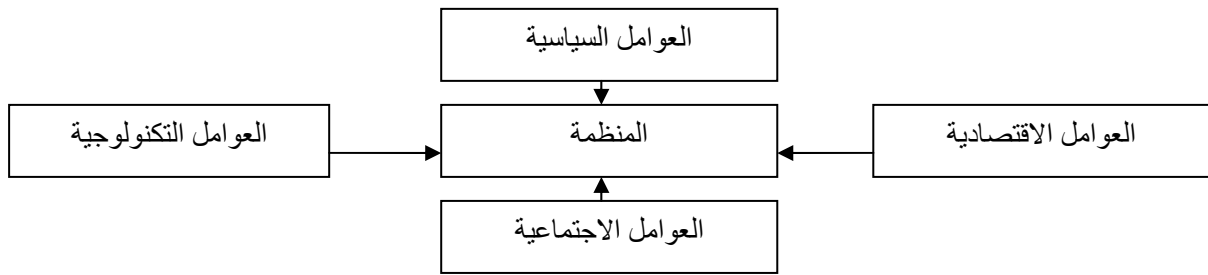 العوامل السياسية
العوامل الاقتصادية
المنظمة
العوامل التكنولوجية
العوامل الاجتماعية